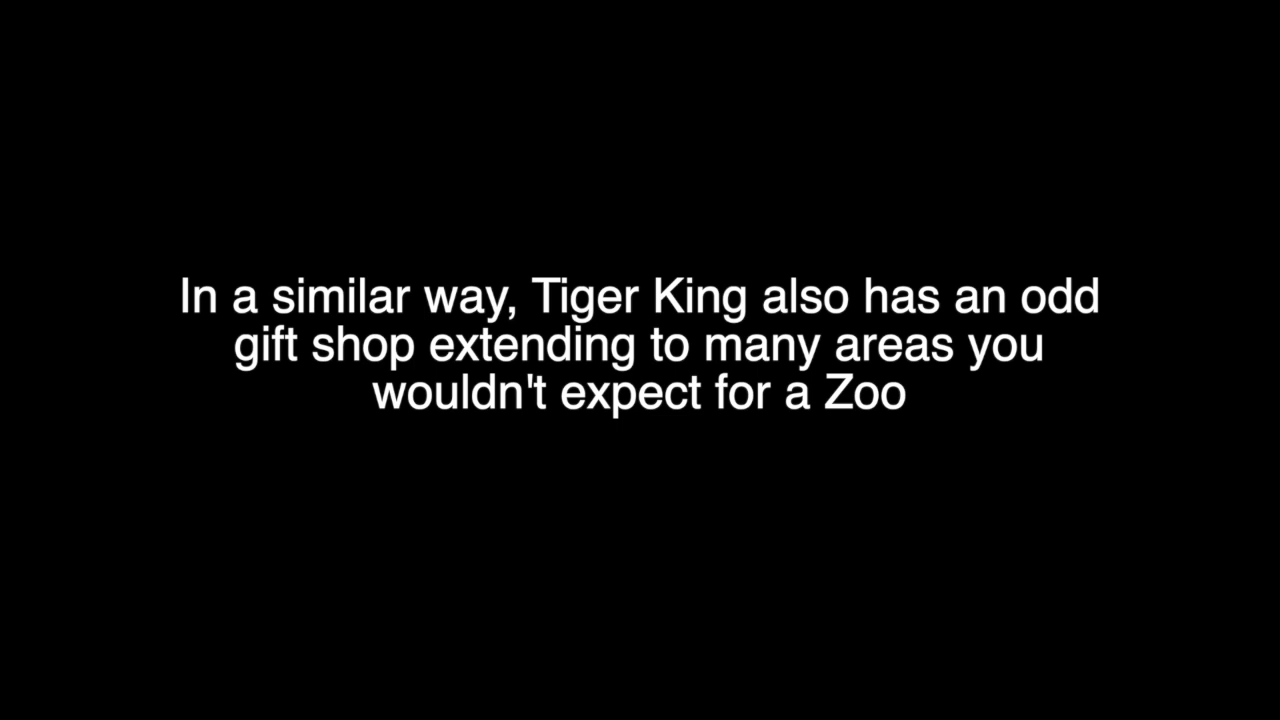 In a similar way, Tiger King also has an odd
gift shop extending to many areas you
wouldn't expect for a Zoo